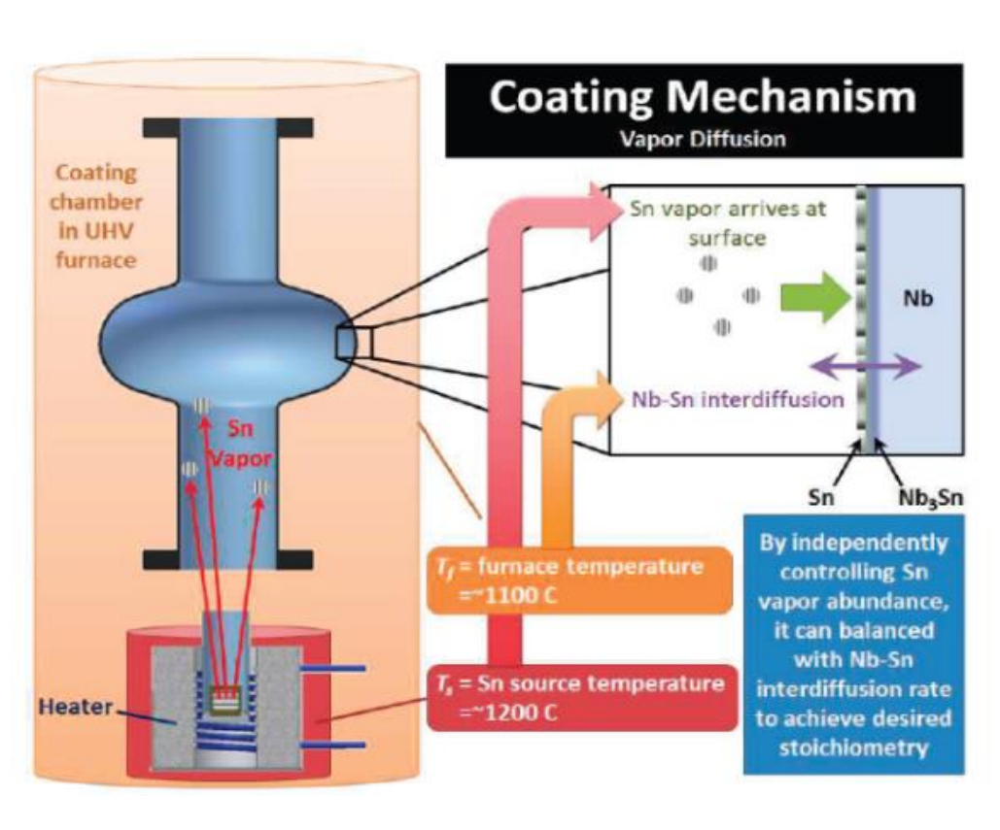 Coating Mechanism
Vapor Diffusion
Coating
chamber
in UHV
furnace
Sn vapor arrives at
surface
Nb
Nb-Sn interdiffusion
Sn
Vapor
Sn
Nb₃Sn
T_f = furnace temperature
=~1100 C
T_s = Sn source temperature
=~1200 C
Heater
By independently
controlling Sn
vapor abundance,
it can balanced
with Nb-Sn
interdiffusion rate
to achieve desired
stoichiometry